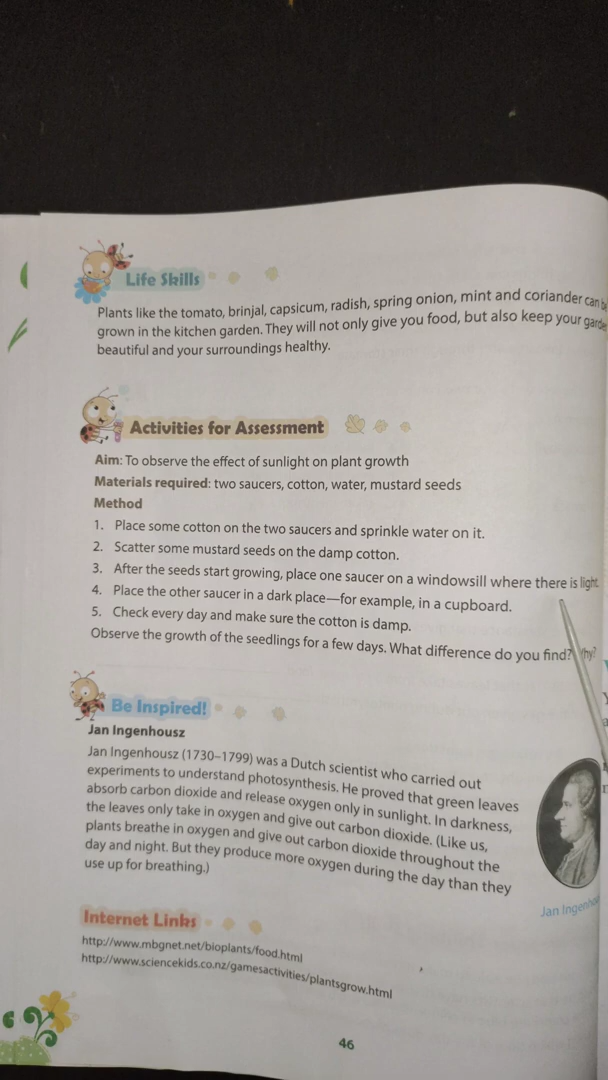 Life Skills
Plants like the tomato, brinjal, capsicum, radish, spring onion, mint and coriander can
grown in the kitchen garden. They will not only give you food, but also keep your
beautiful and your surroundings healthy.
Activities for Assessment
Aim: To observe the effect of sunlight on plant growth
Materials required: two saucers, cotton, water, mustard seeds
Method
1. Place some cotton on the two saucers and sprinkle water on it.
2. Scatter some mustard seeds on the damp cotton.
3. After the seeds start growing, place one saucer on a windowsill where there is light.
4. Place the other saucer in a dark place—for example, in a cupboard.
5. Check every day and make sure the cotton is damp.
Observe the growth of the seedlings for a few days. What difference do you find?
Be Inspired!
Jan Ingenhousz
Jan Ingenhousz (1730–1799) was a Dutch scientist who carried out
experiments to understand photosynthesis. He proved that green leaves
absorb carbon dioxide and release oxygen only in sunlight. In darkness,
the leaves only take in oxygen and give out carbon dioxide. (Like us,
plants breathe in oxygen and give out carbon dioxide throughout the
day and night. But they produce more oxygen during the day than they
use up for breathing.)
Jan
Internet Links
http://www.mbgnet.net/bioplants/food.html
http://www.sciencekids.co.nz/gamesactivities/plantsgrow.html
46